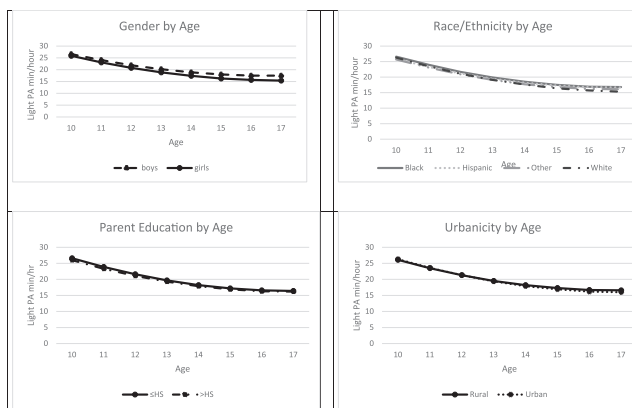 Gender by Age
Light PA min/hour
30
25
20
15
10
5
0
10 11 12 13 14 15 16 17
Age
boys girls
Race/Ethnicity by Age
Light PA min/hour
30
25
20
15
10
5
0
10 11 12 13 14 15 16 17
Age
Black Hispanic Other White
Parent Education by Age
Light PA min/hr
30
25
20
15
10
5
0
10 11 12 13 14 15 16 17
Age
≤HS >HS
Urbanicity by Age
Light PA min/hour
30
25
20
15
10
5
0
10 11 12 13 14 15 16 17
Age
Rural Urban